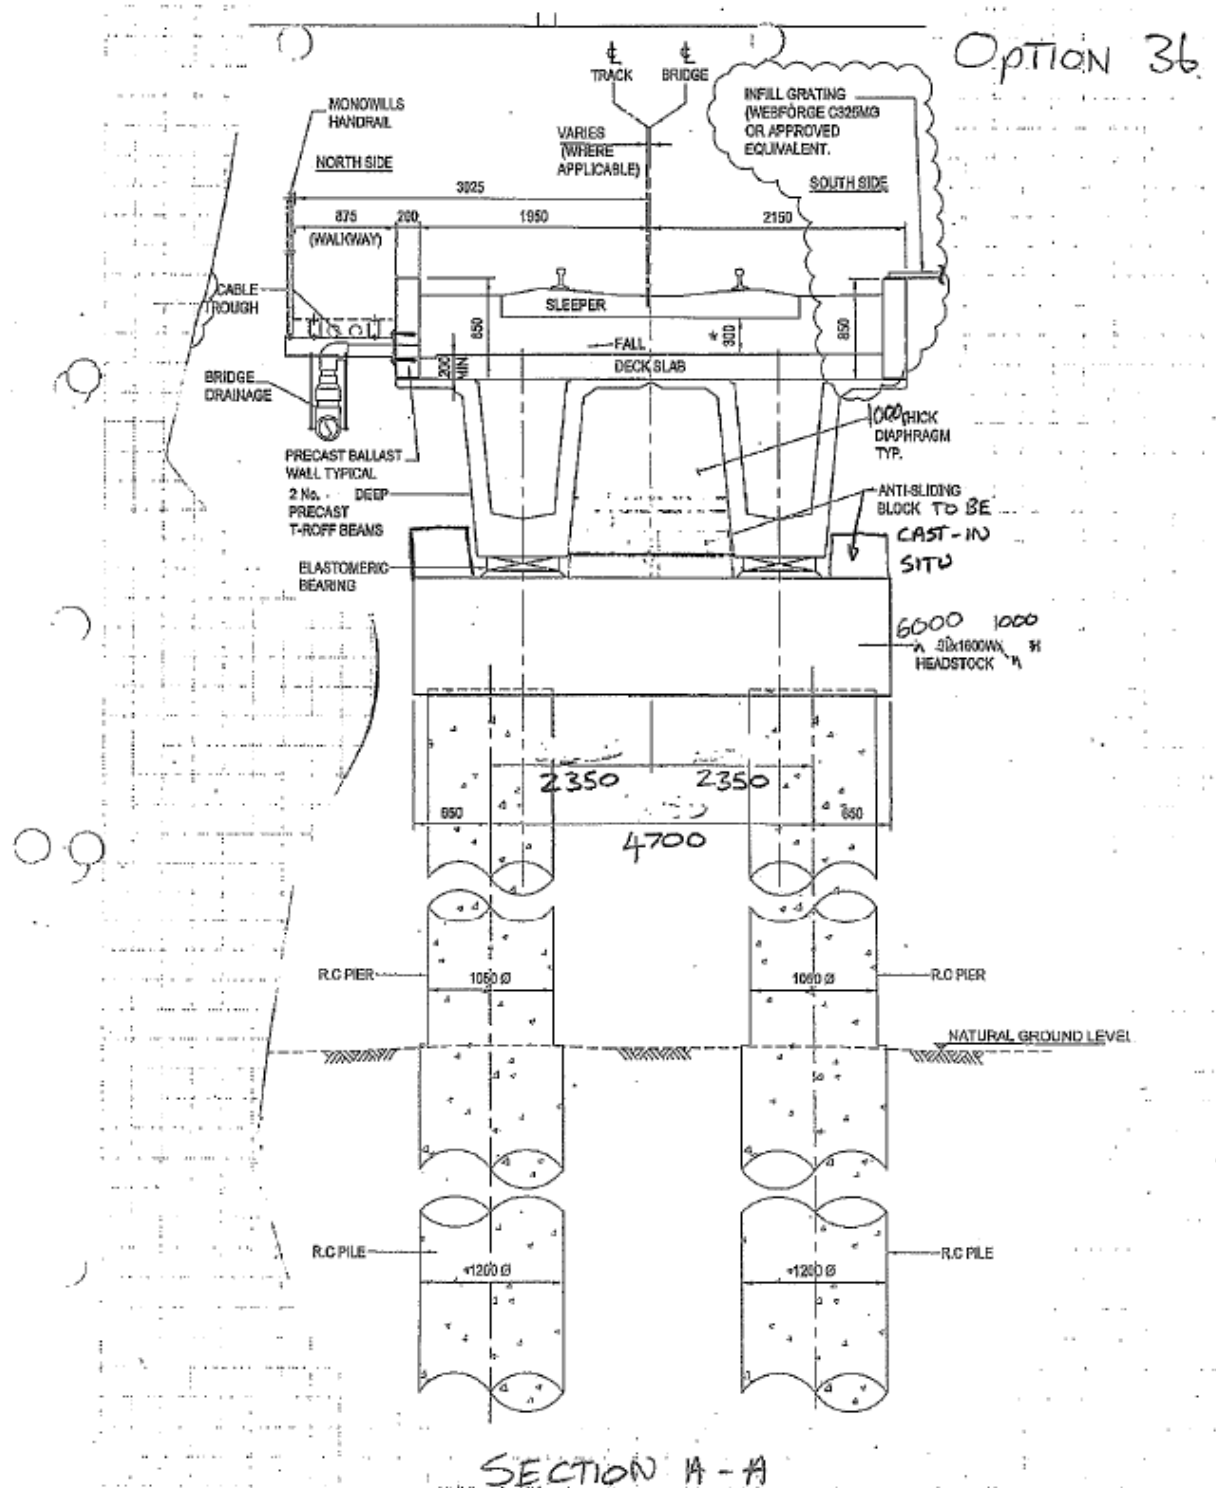 OPTION 36
℄ TRACK
℄ BRIDGE
INFILL GRATING
(WEBFORGE C325MG
OR APPROVED
EQUIVALENT.
MONOWILLS
HANDRAIL
VARIES
(WHERE
APPLICABLE)
NORTH SIDE
SOUTH SIDE
3025
875
200
1950
2150
(WALKWAY)
CABLE
TROUGH
SLEEPER
650
300
850
FALL
DECK SLAB
200
MIN
BRIDGE
DRAINAGE
1000 THICK
DIAPHRAGM
TYP.
PRECAST BALLAST
WALL TYPICAL
2 No. DEEP
PRECAST
T-ROFF BEAMS
ANTI-SLIDING
BLOCK TO BE
CAST-IN
SITU
ELASTOMERIC
BEARING
6000 1000
x1600Wx
HEADSTOCK
2350
2350
650
650
4700
R.C PIER
1050 Ø
1050 Ø
R.C PIER
NATURAL GROUND LEVEL
R.C PILE
1200 Ø
1200 Ø
R.C PILE
SECTION A-A